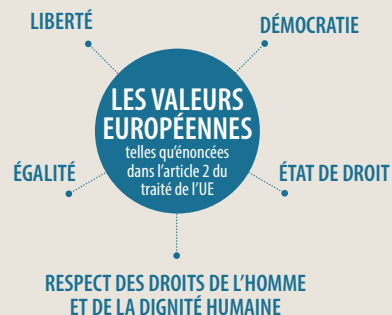 LIBERTÉ
DÉMOCRATIE
LES VALEURS
EUROPÉENNES
telles qu'énoncées
dans l'article 2 du
traité de l'UE
ÉGALITÉ
ÉTAT DE DROIT
RESPECT DES DROITS DE L'HOMME
ET DE LA DIGNITÉ HUMAINE